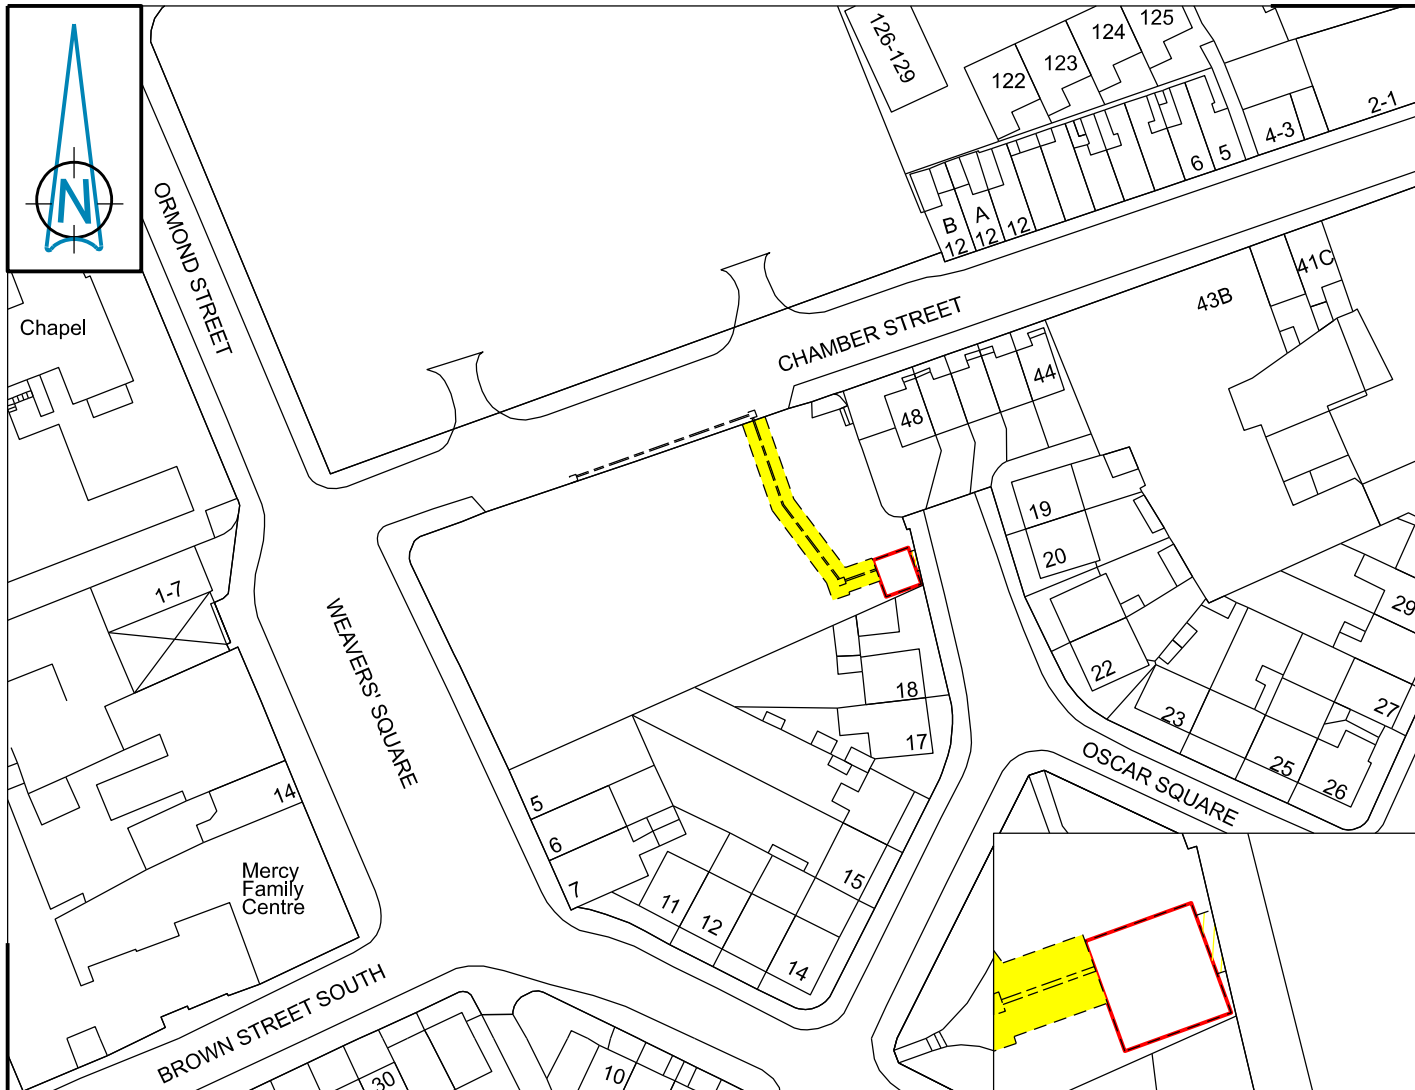 N
126-129
122
123
124
125
2-1
4-3
5
6
12
A
12
B
12
ORMOND STREET
Chapel
CHAMBER STREET
43B
41C
44
48
19
20
22
23
25
26
27
29
1-7
WEAVERS' SQUARE
18
17
OSCAR SQUARE
5
6
7
11
12
14
15
14
Mercy
Family
Centre
BROWN STREET SOUTH
30
10